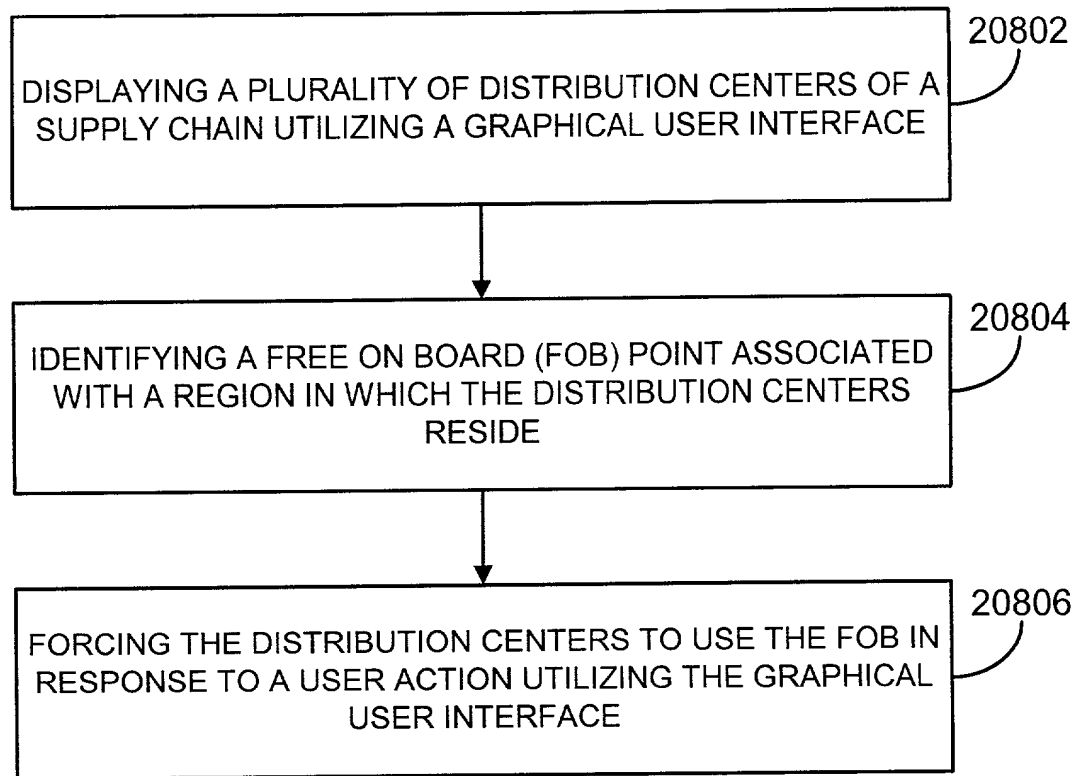 20802
DISPLAYING A PLURALITY OF DISTRIBUTION CENTERS OF A
SUPPLY CHAIN UTILIZING A GRAPHICAL USER INTERFACE
20804
IDENTIFYING A FREE ON BOARD (FOB) POINT ASSOCIATED
WITH A REGION IN WHICH THE DISTRIBUTION CENTERS
RESIDE
20806
FORCING THE DISTRIBUTION CENTERS TO USE THE FOB IN
RESPONSE TO A USER ACTION UTILIZING THE GRAPHICAL
USER INTERFACE